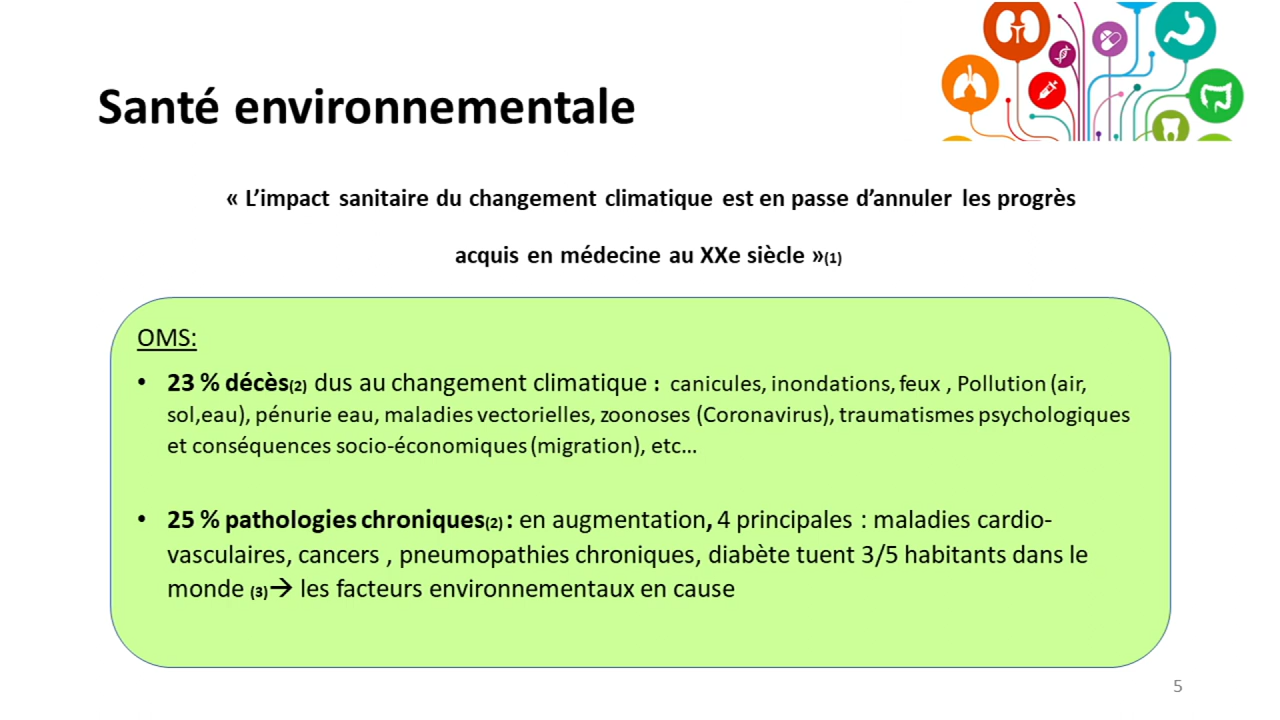 Santé environnementale
« L’impact sanitaire du changement climatique est en passe d’annuler les progrès
acquis en médecine au XXe siècle »(1)
OMS:
• 23 % décès(2) dus au changement climatique : canicules, inondations, feux , Pollution (air,
sol,eau), pénurie eau, maladies vectorielles, zoonoses (Coronavirus), traumatismes psychologiques
et conséquences socio-économiques (migration), etc…
• 25 % pathologies chroniques(2) : en augmentation, 4 principales : maladies cardio-
vasculaires, cancers , pneumopathies chroniques, diabète tuent 3/5 habitants dans le
monde (3)→ les facteurs environnementaux en cause
5